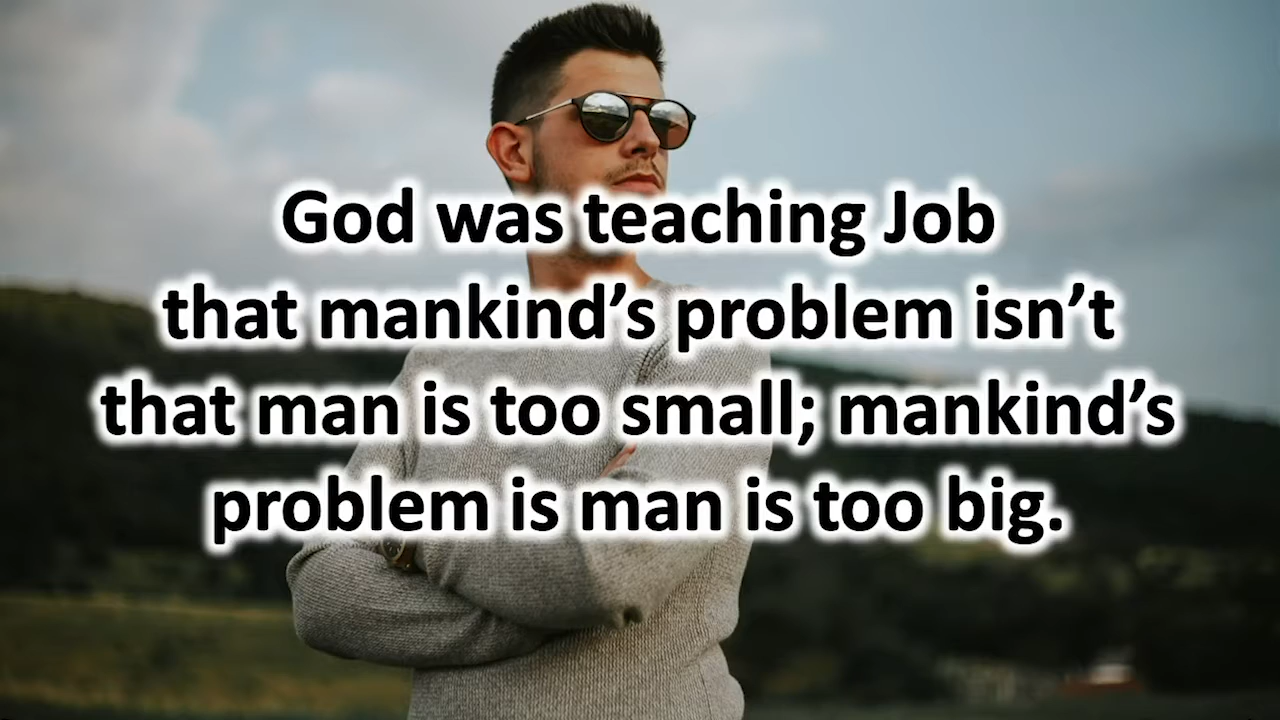 God was teaching Job
that mankind’s problem isn’t
that man is too small; mankind’s
problem is man is too big.